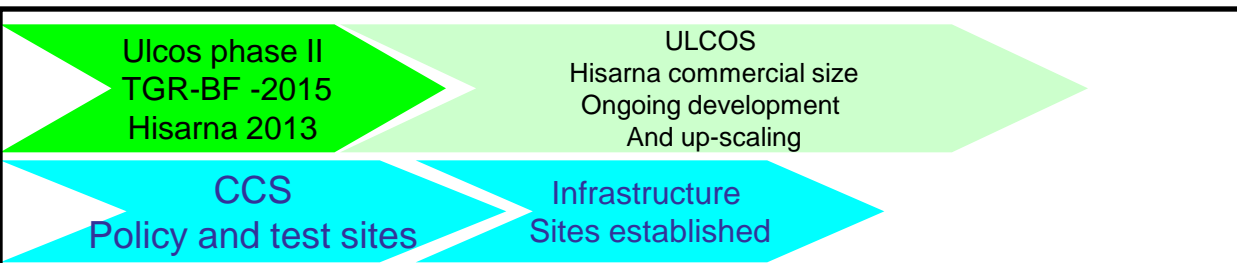 Ulcos phase II
TGR-BF -2015
Hisarna 2013
ULCOS
Hisarna commercial size
Ongoing development
And up-scaling
CCS
Policy and test sites
Infrastructure
Sites established